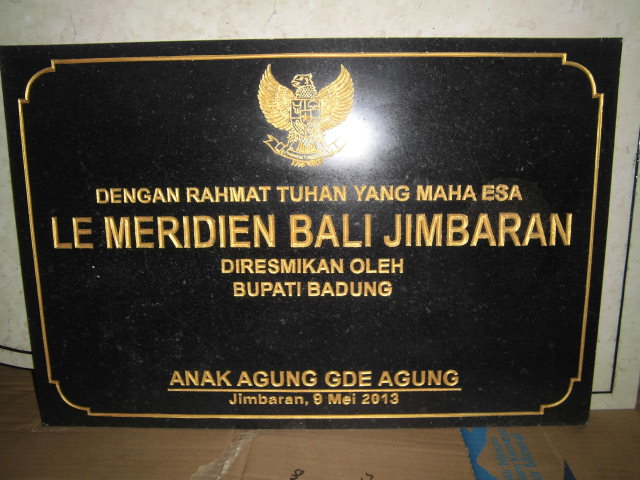 DENGAN RAHMAT TUHAN YANG MAHA ESA
LE MERIDIEN BALI JIMBARAN
DIRESMIKAN OLEH
BUPATI BADUNG
ANAK AGUNG GDE AGUNG
Jimbaran, 9 Mei 2013